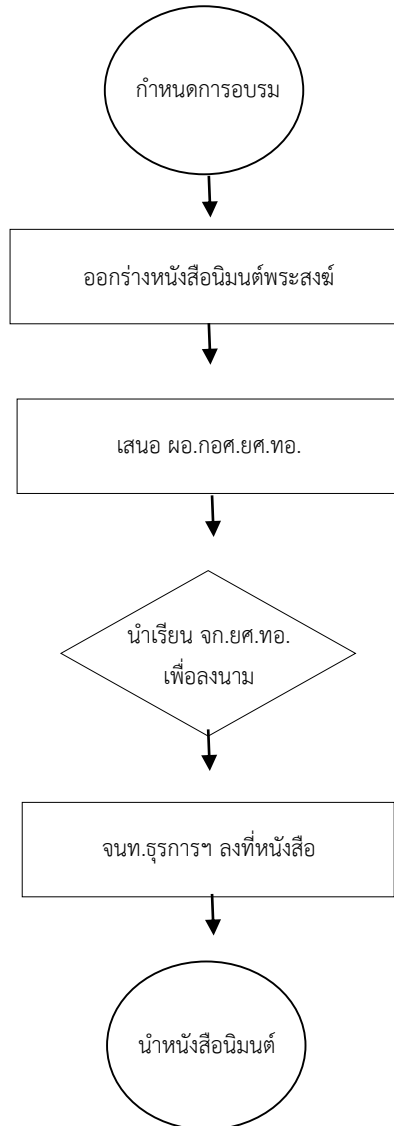 กำหนดการอบรม
ออกร่างหนังสือนิมนต์พระสงฆ์
เสนอ ผอ.กอศ.ยศ.ทอ.
นำเรียน จก.ยศ.ทอ.
เพื่อลงนาม
จนท.ธุรการฯ ลงที่หนังสือ
นำหนังสือนิมนต์